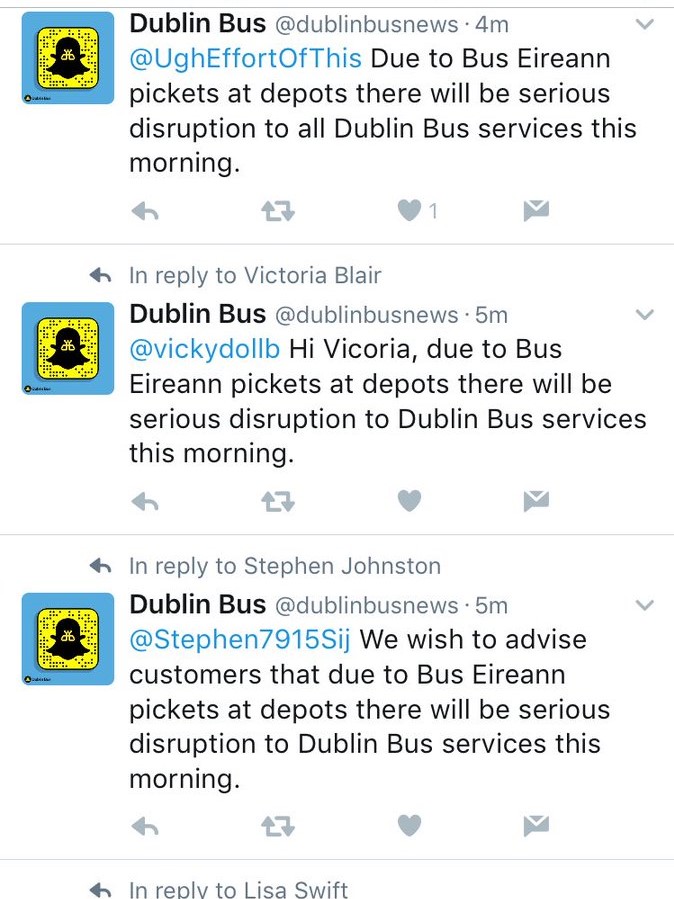 Dublin Bus @dublinbusnews · 4m
@UghEffortOfThis Due to Bus Eireann
pickets at depots there will be serious
disruption to all Dublin Bus services this
morning.
1
In reply to Victoria Blair
Dublin Bus @dublinbusnews · 5m
@vickydollb Hi Vicoria, due to Bus
Eireann pickets at depots there will be
serious disruption to Dublin Bus services
this morning.
In reply to Stephen Johnston
Dublin Bus @dublinbusnews · 5m
@Stephen7915Sij We wish to advise
customers that due to Bus Eireann
pickets at depots there will be serious
disruption to Dublin Bus services this
morning.
In reply to Lisa Swift